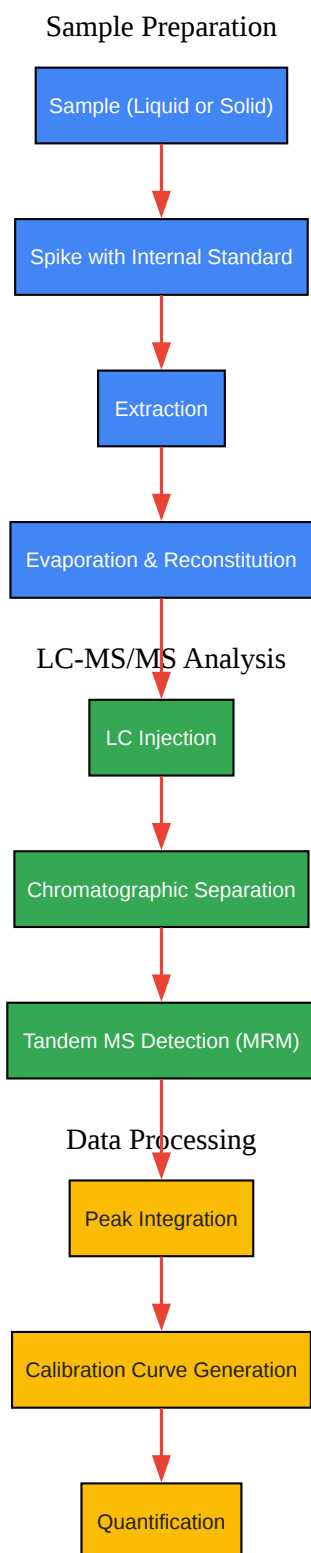 Sample Preparation
Sample (Liquid or Solid)
Spike with Internal Standard
Extraction
Evaporation & Reconstitution
LC-MS/MS Analysis
LC Injection
Chromatographic Separation
Tandem MS Detection (MRM)
Data Processing
Peak Integration
Calibration Curve Generation
Quantification